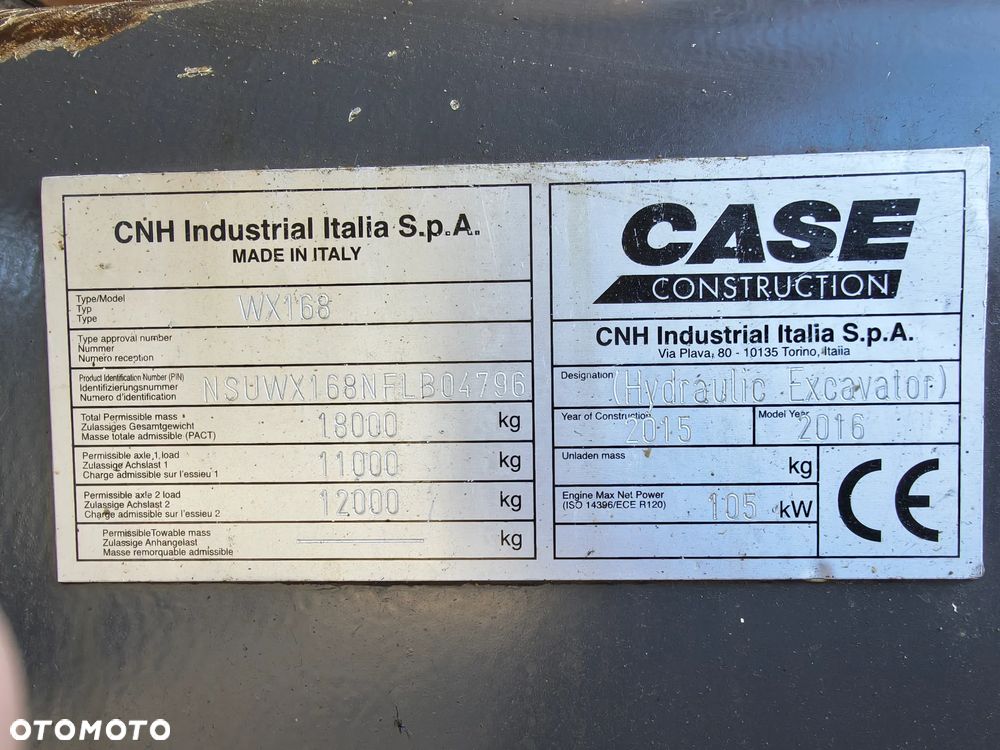 CNH Industrial Italia S.p.A.
MADE IN ITALY
Type/Model
Typ
Type
WX168
Type approval number
Nummer
Numero reception
Product Identification Number (PIN)
Identifizierungsnummer
Numero d'identification
NSUWX168NFLB04796
Total Permissible mass
Zulassiges Gesamtgewicht
Masse totale admissible (PACT)
18000 kg
Permissible axle 1 load
Zulassige Achslast 1
Charge admissible sur l'essieu 1
11000 kg
Permissible axle 2 load
Zulassige Achslast 2
Charge admissible sur l'essieu 2
12000 kg
Permissible Towable mass
Zulassige Anhangelast
Masse remorquable admissible
kg
CASE
CONSTRUCTION
CNH Industrial Italia S.p.A.
Via Plava, 80 - 10135 Torino, Italia
Designation (Hydraulic Excavator)
Year of Construction 2015
Model Year 2016
Unladen mass
kg
Engine Max Net Power
(ISO 14396/ECE R120)
105 kW
CE
OTOMOTO